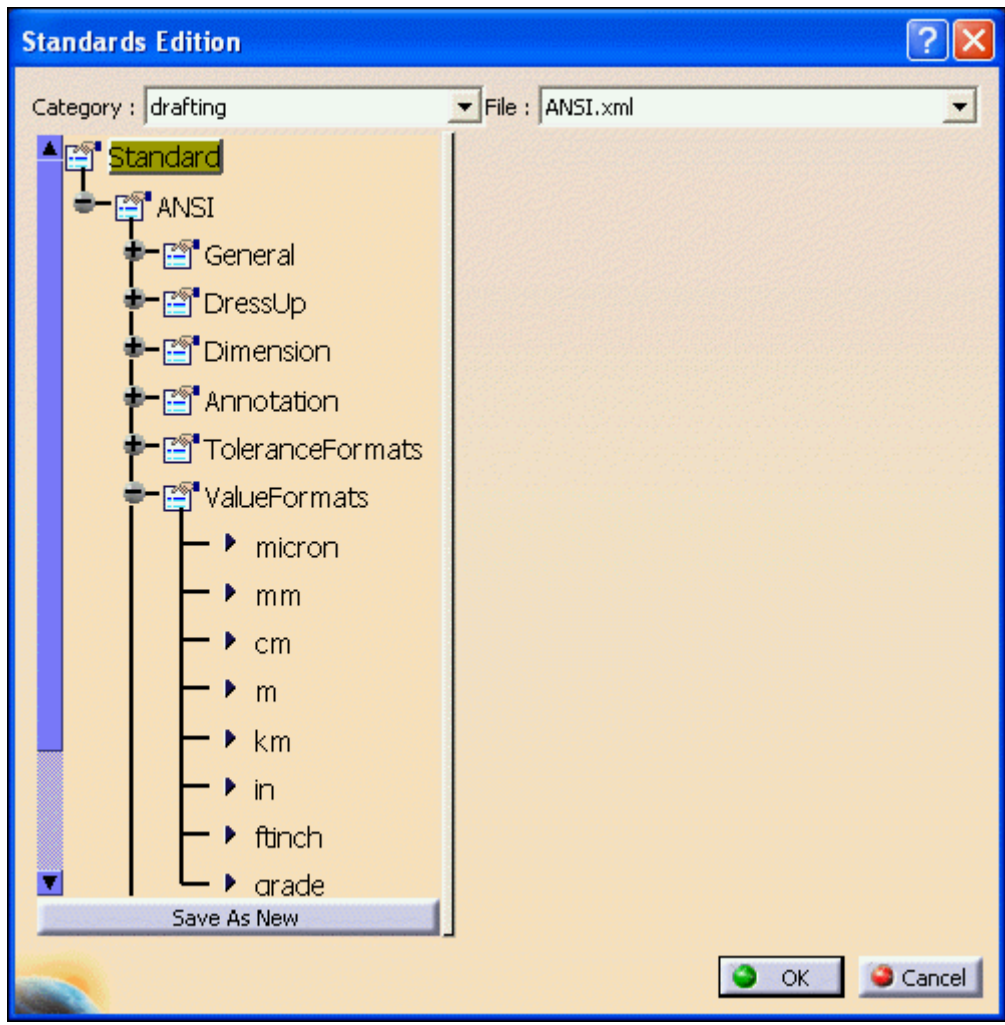 Standards Edition
Category : drafting File : ANSI.xml
Standard
ANSI
General
DressUp
Dimension
Annotation
ToleranceFormats
ValueFormats
micron
mm
cm
m
km
in
ftinch
grade
Save As New
OK Cancel